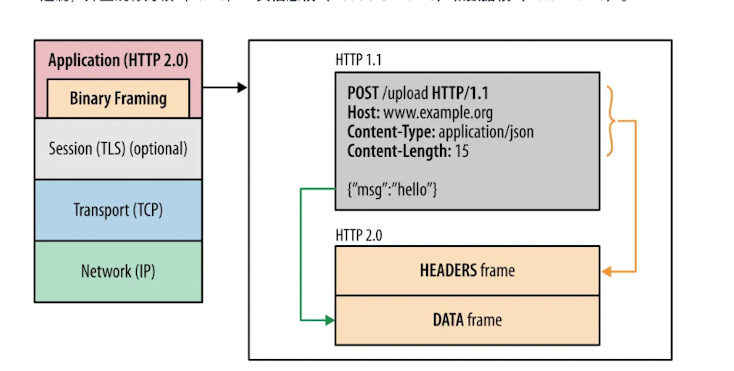 Application (HTTP 2.0)
Binary Framing
Session (TLS) (optional)
Transport (TCP)
Network (IP)
HTTP 1.1
POST /upload HTTP/1.1
Host: www.example.org
Content-Type: application/json
Content-Length: 15
{"msg":"hello"}
HTTP 2.0
HEADERS frame
DATA frame